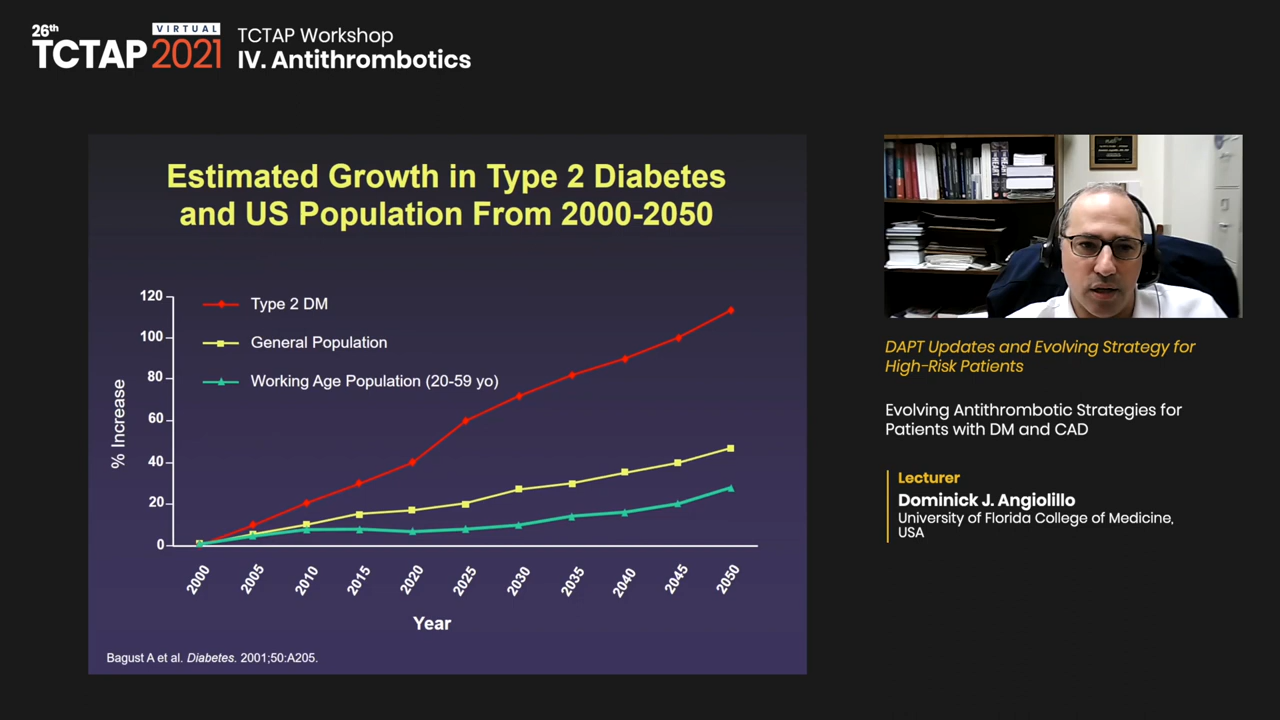 26th
VIRTUAL
TCTAP 2021
TCTAP Workshop
IV. Antithrombotics
Estimated Growth in Type 2 Diabetes
and US Population From 2000-2050
120
100
80
60
40
20
0
% Increase
Type 2 DM
General Population
Working Age Population (20-59 yo)
2000
2005
2010
2015
2020
2025
2030
2035
2040
2045
2050
Year
Bagust A et al. Diabetes. 2001;50:A205.
DAPT Updates and Evolving Strategy for
High-Risk Patients
Evolving Antithrombotic Strategies for
Patients with DM and CAD
Lecturer
Dominick J. Angiolillo
University of Florida College of Medicine,
USA